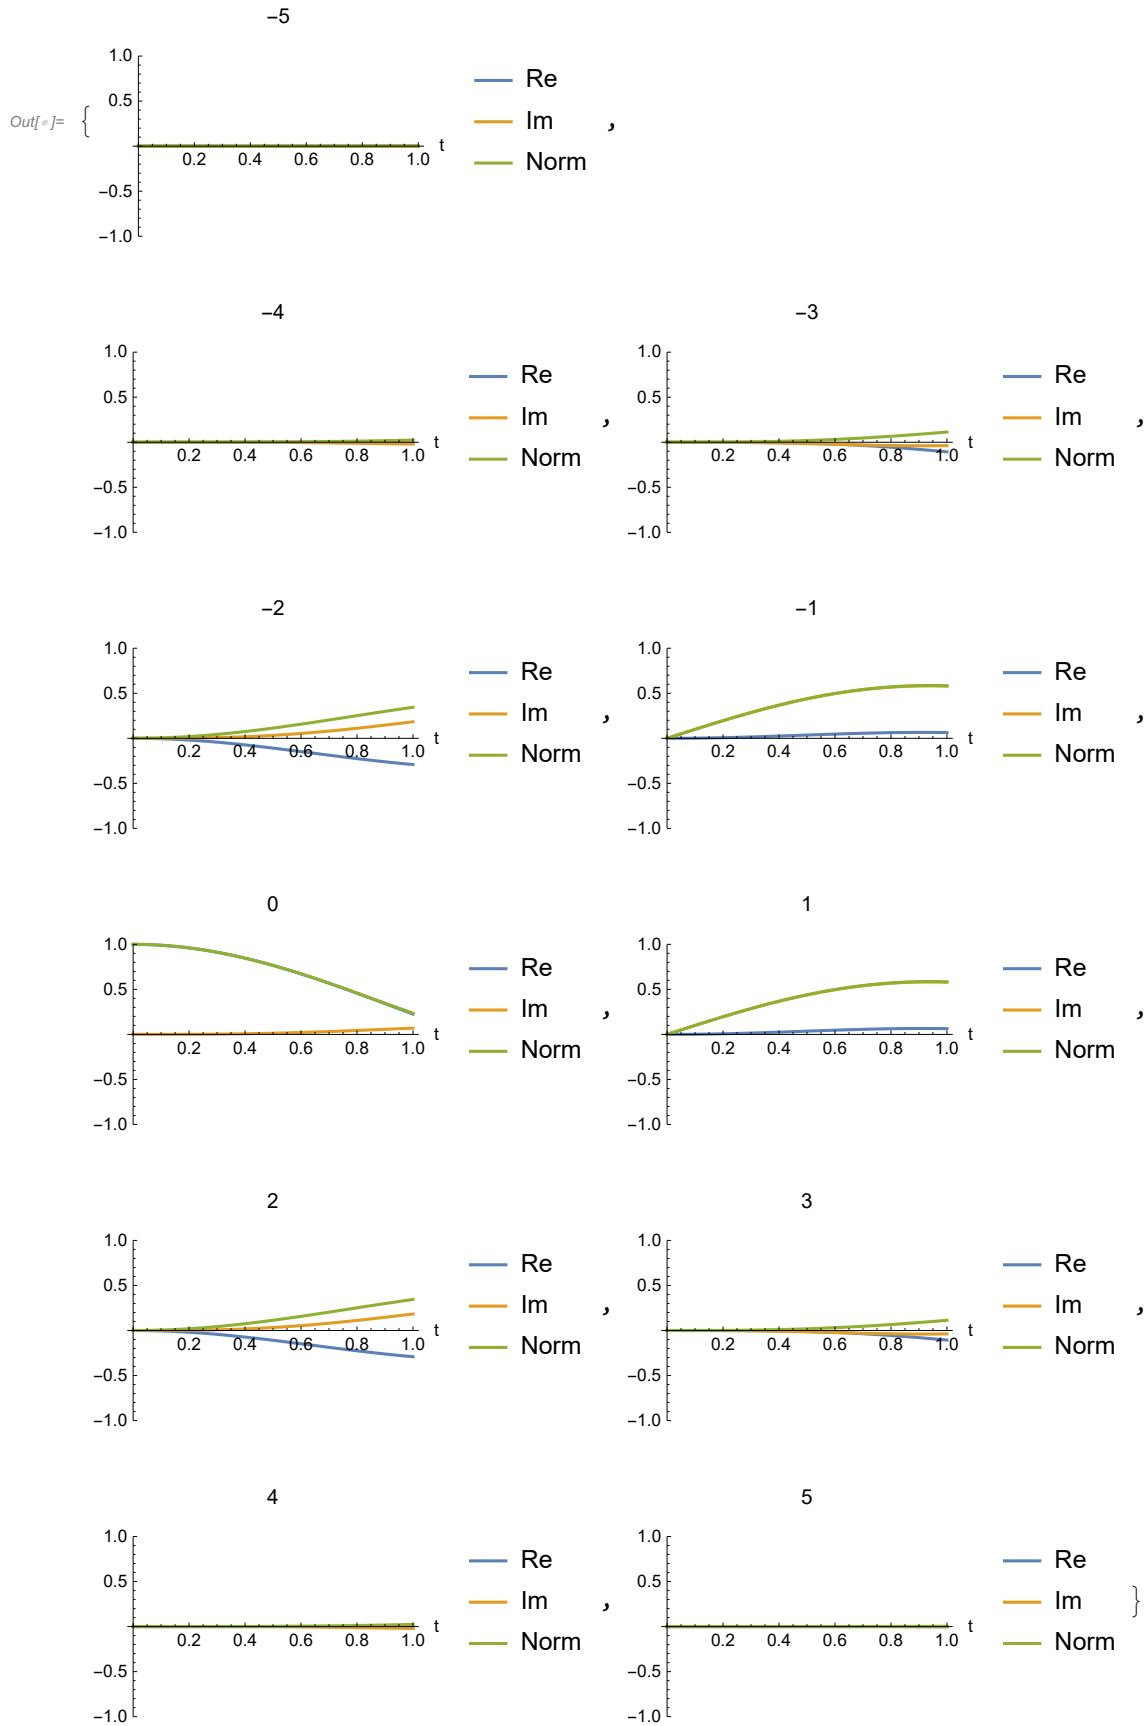 −5
1.0
Re
0.5
Out[•]= { Im ,
t
0.2 0.4 0.6 0.8 1.0 Norm
−0.5
−1.0
−4 −3
1.0 1.0
Re Re
0.5 0.5
Im , Im ,
t t
0.2 0.4 0.6 0.8 1.0 Norm 0.2 0.4 0.6 0.8 1.0 Norm
−0.5 −0.5
−1.0 −1.0
−2 −1
1.0 1.0
Re Re
0.5 0.5
Im , Im ,
t t
0.2 0.4 0.6 0.8 1.0 Norm 0.2 0.4 0.6 0.8 1.0 Norm
−0.5 −0.5
−1.0 −1.0
0 1
1.0 1.0
Re Re
0.5 0.5
Im , Im ,
t t
0.2 0.4 0.6 0.8 1.0 Norm 0.2 0.4 0.6 0.8 1.0 Norm
−0.5 −0.5
−1.0 −1.0
2 3
1.0 1.0
Re Re
0.5 0.5
Im , Im ,
t t
0.2 0.4 0.6 0.8 1.0 Norm 0.2 0.4 0.6 0.8 1.0 Norm
−0.5 −0.5
−1.0 −1.0
4 5
1.0 1.0
Re Re
0.5 0.5
Im , Im }
t t
0.2 0.4 0.6 0.8 1.0 Norm 0.2 0.4 0.6 0.8 1.0 Norm
−0.5 −0.5
−1.0 −1.0